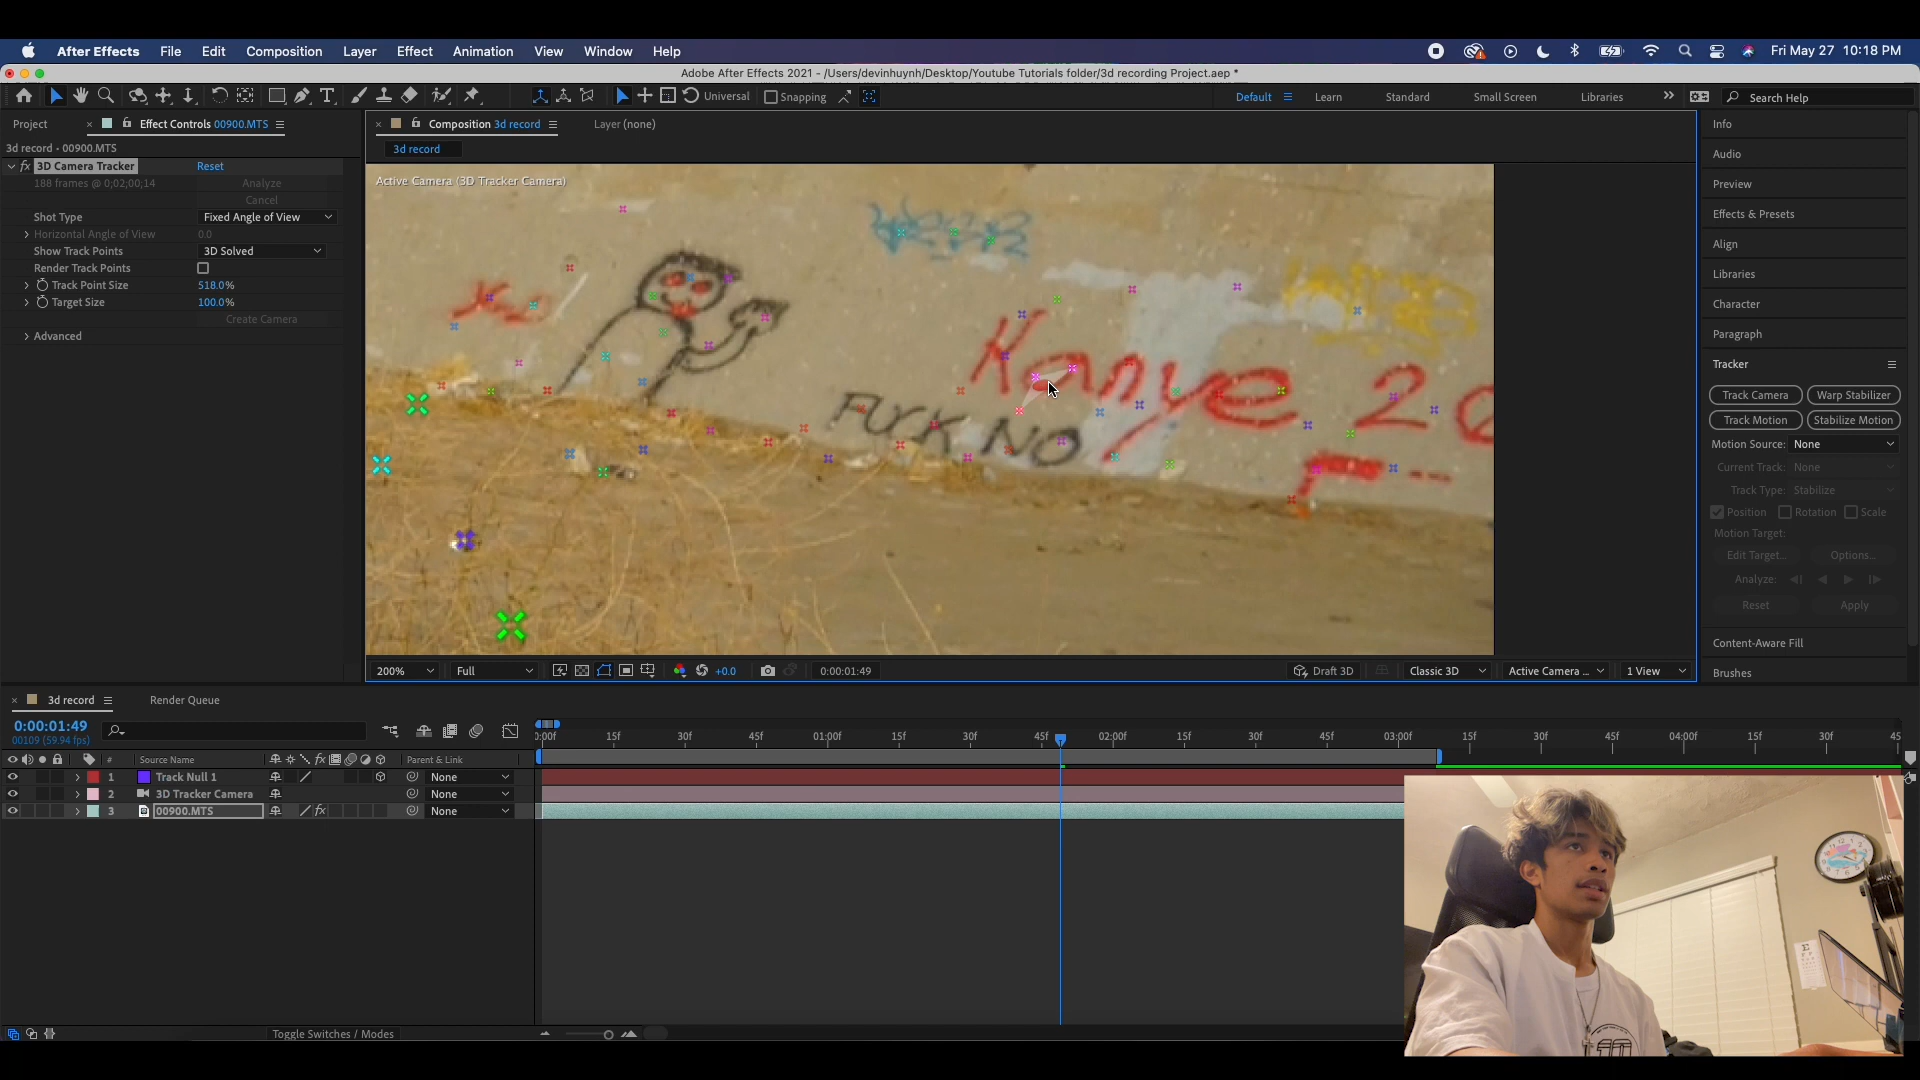 After Effects File Edit Composition Layer Effect Animation View Window Help Fri May 27 10:18 PM
Adobe After Effects 2021 - /Users/devinhuynh/Desktop/Youtube Tutorials folder/3d recording Project.aep *
Universal Snapping Default Learn Standard Small Screen Libraries Search Help
Project Effect Controls 00900.MTS
3d record • 00900.MTS
fx 3D Camera Tracker Reset
188 frames @ 0;02;00;14 Analyze
Cancel
Shot Type Fixed Angle of View
Horizontal Angle of View 0.0
Show Track Points 3D Solved
Render Track Points
Track Point Size 518.0%
Target Size 100.0%
Create Camera
Advanced
Composition 3d record Layer (none)
3d record
Active Camera (3D Tracker Camera)
Kanye 20
FUCK NO
200% Full +0.0 0:00:01:49 Draft 3D Classic 3D Active Camera ... 1 View
Info
Audio
Preview
Effects & Presets
Align
Libraries
Character
Paragraph
Tracker
Track Camera Warp Stabilizer
Track Motion Stabilize Motion
Motion Source: None
Current Track: None
Track Type: Stabilize
Position Rotation Scale
Motion Target:
Edit Target... Options...
Analyze:
Reset Apply
Content-Aware Fill
Brushes
3d record Render Queue
0:00:01:49
00109 (59.94 fps)
:00f 15f 30f 45f 01:00f 15f 30f 45f 02:00f 15f 30f 45f 03:00f 15f 30f 45f 04:00f 15f 30f 45
# Source Name Parent & Link
1 Track Null 1 None
2 3D Tracker Camera None
3 00900.MTS fx None
Toggle Switches / Modes